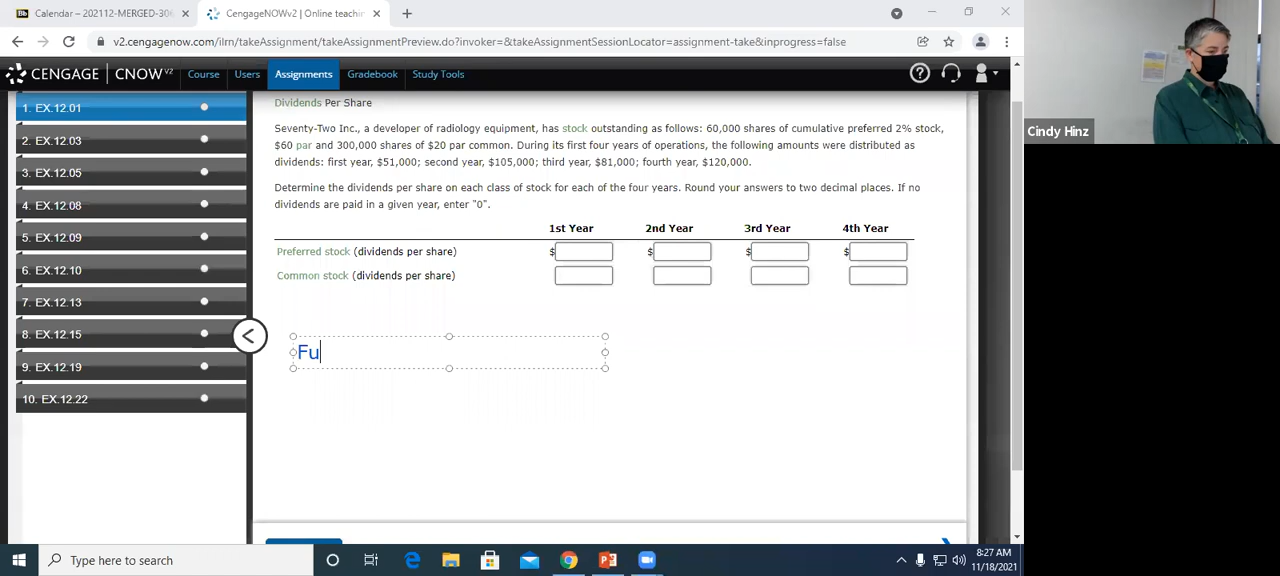 Calendar – 202112-MERGED-306
CengageNOWv2 | Online teachin
v2.cengagenow.com/ilrn/takeAssignment/takeAssignmentPreview.do?invoker=&takeAssignmentSessionLocator=assignment-take&inprogress=false
CENGAGE | CNOWv2 Course Users Assignments Gradebook Study Tools
1. EX.12.01
2. EX.12.03
3. EX.12.05
4. EX.12.08
5. EX.12.09
6. EX.12.10
7. EX.12.13
8. EX.12.15
9. EX.12.19
10. EX.12.22
Dividends Per Share
Seventy-Two Inc., a developer of radiology equipment, has stock outstanding as follows: 60,000 shares of cumulative preferred 2% stock,
$60 par and 300,000 shares of $20 par common. During its first four years of operations, the following amounts were distributed as
dividends: first year, $51,000; second year, $105,000; third year, $81,000; fourth year, $120,000.
Determine the dividends per share on each class of stock for each of the four years. Round your answers to two decimal places. If no
dividends are paid in a given year, enter "0".
1st Year 2nd Year 3rd Year 4th Year
Preferred stock (dividends per share) $ $ $ $
Common stock (dividends per share)
Fu
Cindy Hinz
Type here to search
8:27 AM
11/18/2021